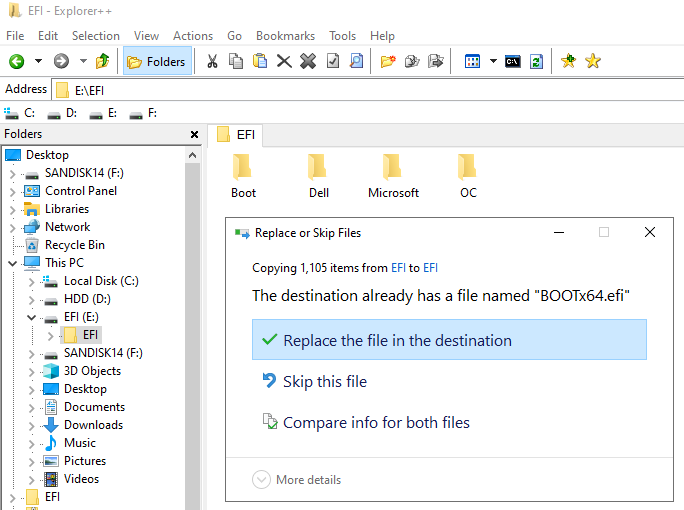 EFI - Explorer++
File Edit Selection View Actions Go Bookmarks Tools Help
Folders
Address E:\EFI
C: D: E: F:
Folders
Desktop
SANDISK14 (F:)
Control Panel
Libraries
Network
Recycle Bin
This PC
Local Disk (C:)
HDD (D:)
EFI (E:)
EFI
SANDISK14 (F:)
3D Objects
Desktop
Documents
Downloads
Music
Pictures
Videos
EFI
EFI
Boot Dell Microsoft OC
Replace or Skip Files
Copying 1,105 items from EFI to EFI
The destination already has a file named "BOOTx64.efi"
Replace the file in the destination
Skip this file
Compare info for both files
More details